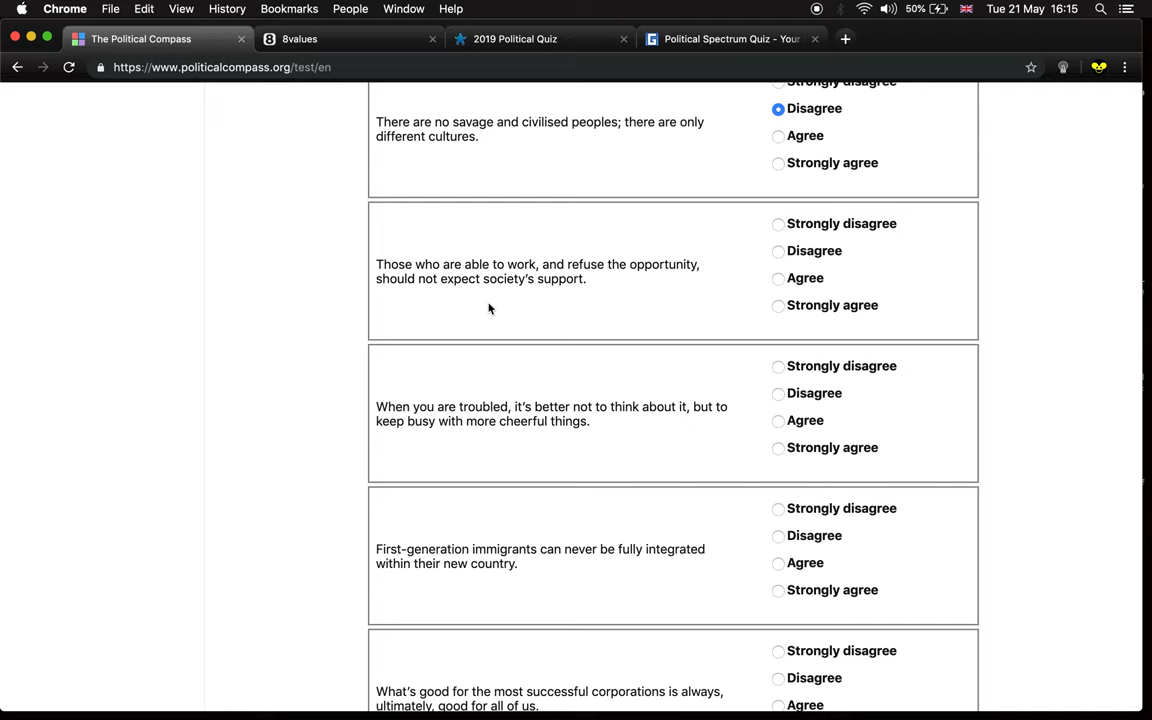 Chrome File Edit View History Bookmarks People Window Help 50% Tue 21 May 16:15
The Political Compass 8values 2019 Political Quiz Political Spectrum Quiz - Your
https://www.politicalcompass.org/test/en
Strongly disagree
There are no savage and civilised peoples; there are only
different cultures.
Disagree
Agree
Strongly agree
Those who are able to work, and refuse the opportunity,
should not expect society's support.
Strongly disagree
Disagree
Agree
Strongly agree
When you are troubled, it's better not to think about it, but to
keep busy with more cheerful things.
Strongly disagree
Disagree
Agree
Strongly agree
First-generation immigrants can never be fully integrated
within their new country.
Strongly disagree
Disagree
Agree
Strongly agree
What's good for the most successful corporations is always,
ultimately, good for all of us.
Strongly disagree
Disagree
Agree